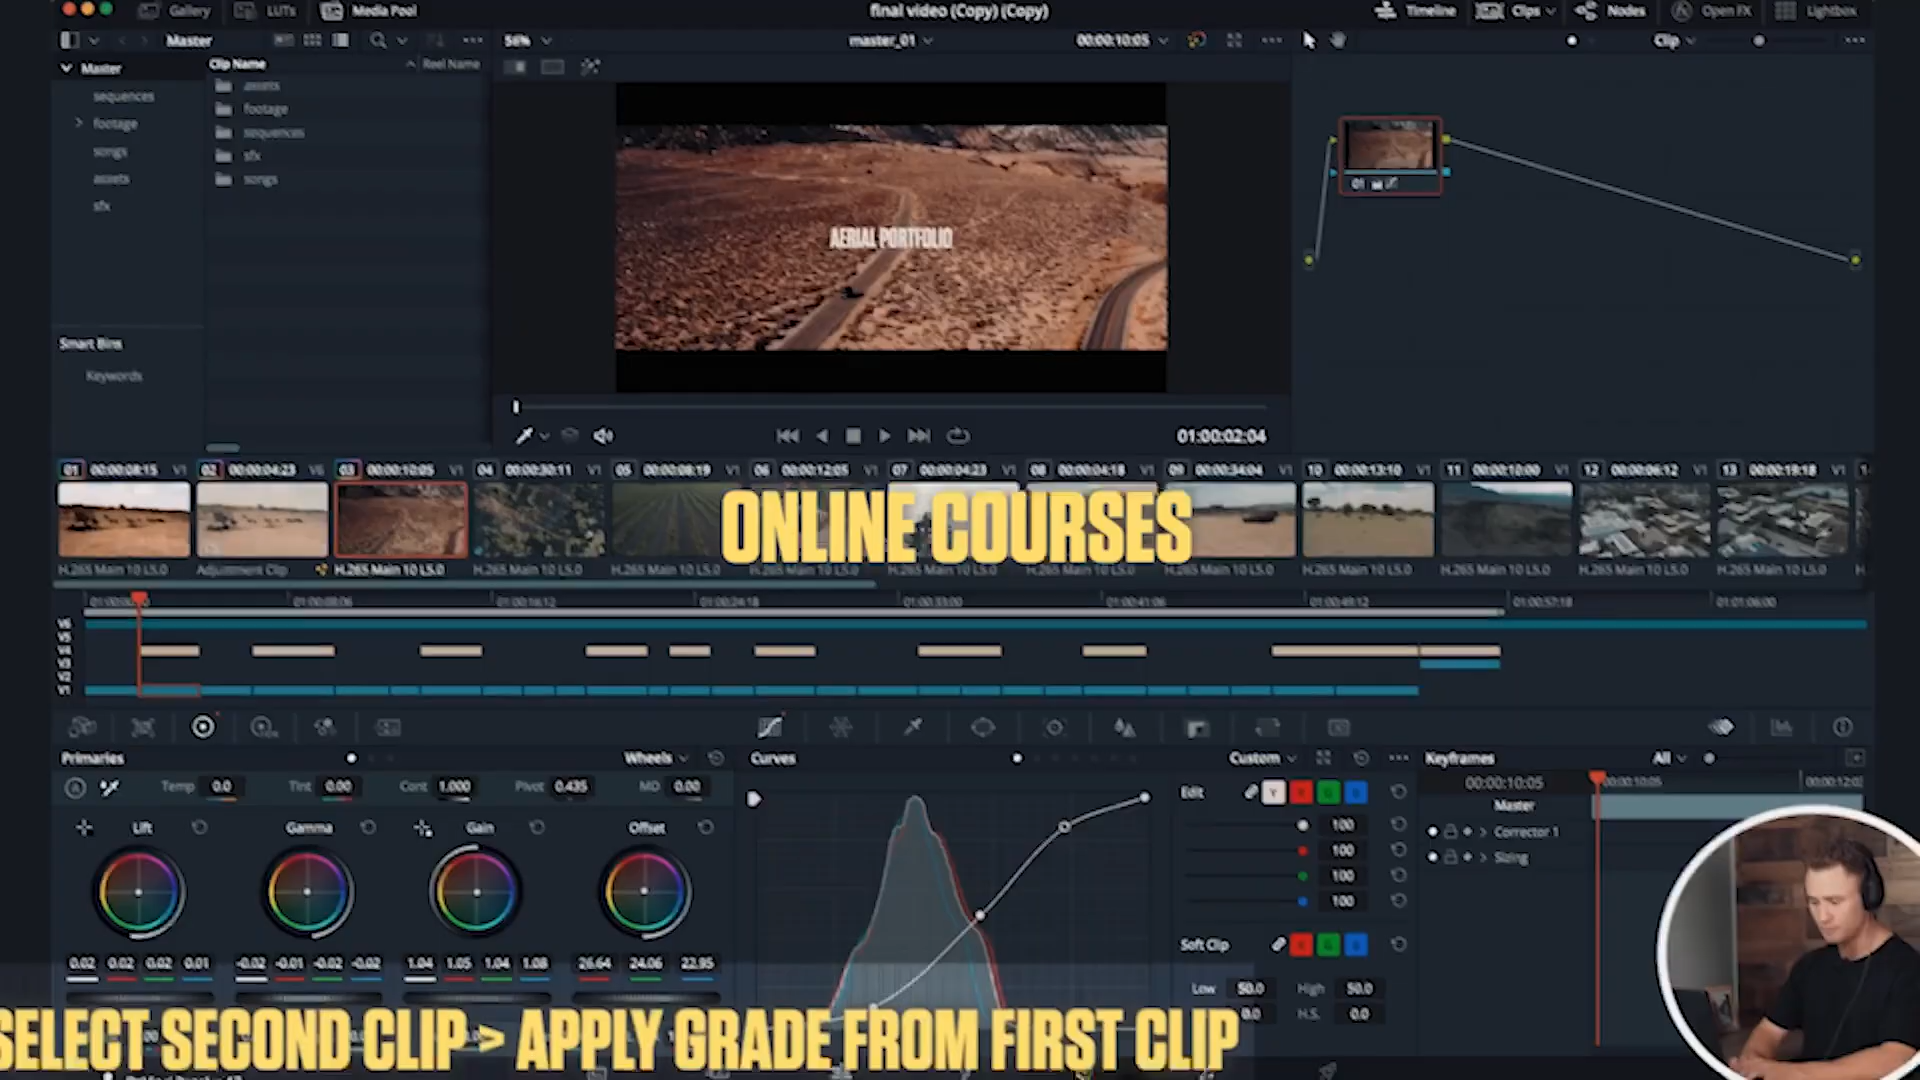 Gallery LUTs Media Pool final video (Copy) (Copy) Timeline Clips Nodes Open FX Lightbox
Master 56% master_01 00:00:10:05 Clip
Master Clip Name Reel Name
sequences assets
footage footage
songs sequences
assets sfx
sfx songs
AERIAL PORTFOLIO
01
Smart Bins
Keywords
01:00:02:04
01 00:00:08:15 V1 02 00:00:04:23 V6 03 00:00:10:05 V1 04 00:00:30:11 V1 05 00:00:08:19 V1 06 00:00:12:05 V1 07 00:00:04:23 V1 08 00:00:04:18 V1 09 00:00:34:04 V1 10 00:00:13:10 V1 11 00:00:10:00 V1 12 00:00:06:12 V1 13 00:00:19:18 V1
ONLINE COURSES
H.265 Main 10 L5.0 Adjustment Clip H.265 Main 10 L5.0 H.265 Main 10 L5.0 H.265 Main 10 L5.0 H.265 Main 10 L5.0 H.265 Main 10 L5.0 H.265 Main 10 L5.0 H.265 Main 10 L5.0 H.265 Main 10 L5.0 H.265 Main 10 L5.0 H.265 Main 10 L5.0 H.265 Main 10 L5.0
01:00:08:06 01:00:16:12 01:00:24:18 01:00:33:00 01:00:41:06 01:00:49:12 01:00:57:18 01:01:06:00
V6
V5
V4
V3
V2
V1
Primaries Wheels Curves Custom Keyframes All
Temp 0.0 Tint 0.00 Cont 1.000 Pivot 0.435 MD 0.00 Edit Y R G B 00:00:10:05 00:00:10:05
Master
Lift Gamma Gain Offset 100 Corrector 1
100 Sizing
100
100
Soft Clip R G B
0.02 0.02 0.02 0.01 -0.02 -0.01 -0.02 -0.02 1.04 1.05 1.04 1.08 26.64 24.06 22.95
Low 50.0 High 50.0
0.0 H.S. 0.0
SELECT SECOND CLIP > APPLY GRADE FROM FIRST CLIP